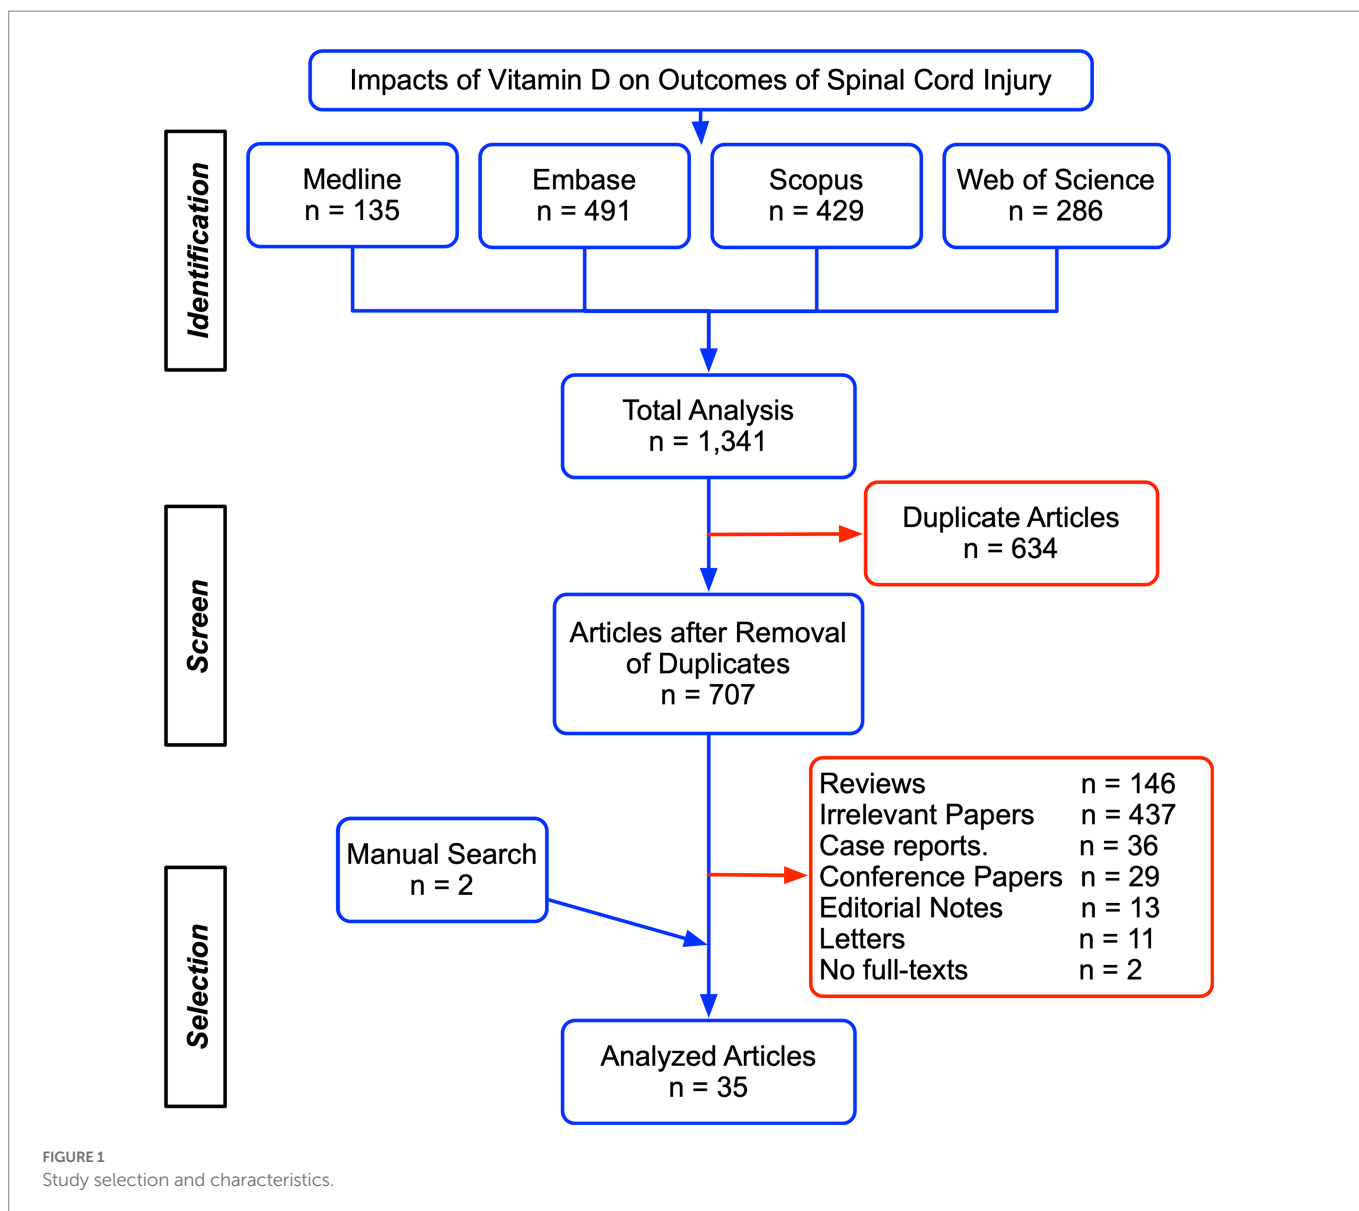 Impacts of Vitamin D on Outcomes of Spinal Cord Injury
Identification
Medline
n = 135
Embase
n = 491
Scopus
n = 429
Web of Science
n = 286
Total Analysis
n = 1,341
Screen
Duplicate Articles
n = 634
Articles after Removal
of Duplicates
n = 707
Reviews n = 146
Irrelevant Papers n = 437
Case reports. n = 36
Conference Papers n = 29
Editorial Notes n = 13
Letters n = 11
No full-texts n = 2
Manual Search
n = 2
Selection
Analyzed Articles
n = 35
FIGURE 1
Study selection and characteristics.